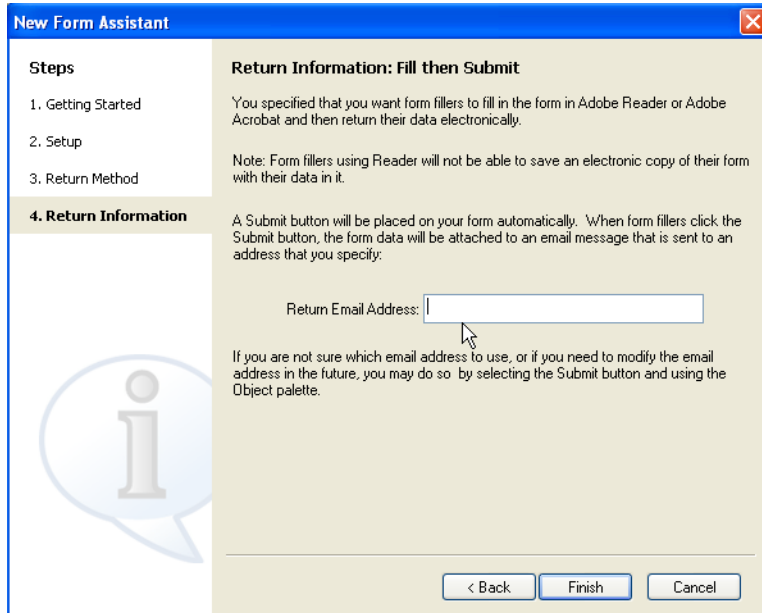 New Form Assistant
Steps
1. Getting Started
2. Setup
3. Return Method
4. Return Information
Return Information: Fill then Submit
You specified that you want form fillers to fill in the form in Adobe Reader or Adobe
Acrobat and then return their data electronically.
Note: Form fillers using Reader will not be able to save an electronic copy of their form
with their data in it.
A Submit button will be placed on your form automatically.  When form fillers click the
Submit button, the form data will be attached to an email message that is sent to an
address that you specify:
Return Email Address:
If you are not sure which email address to use, or if you need to modify the email
address in the future, you may do so  by selecting the Submit button and using the
Object palette.
< Back
Finish
Cancel